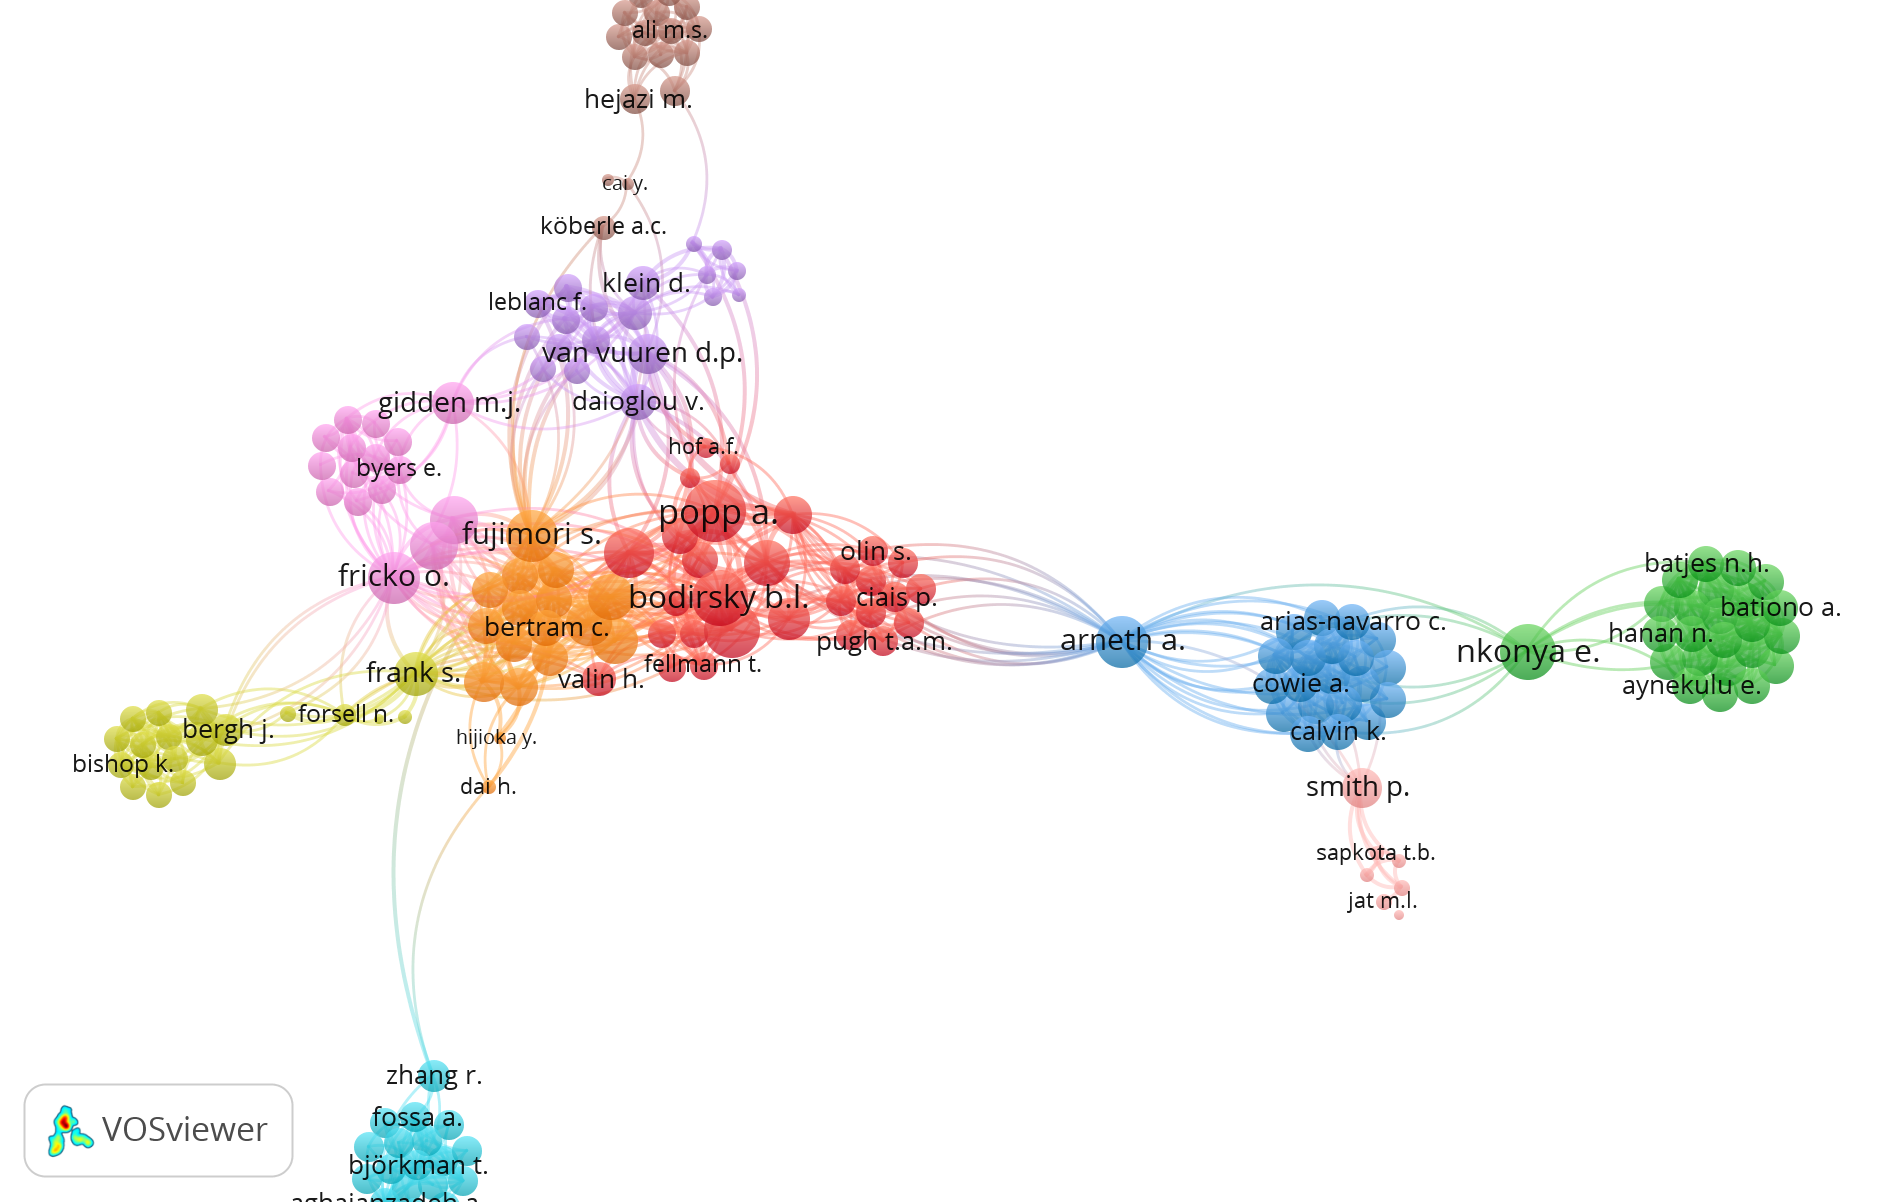 ali m.s.
hejazi m.
cai y.
köberle a.c.
klein d.
leblanc f.
van vuuren d.p.
gidden m.j.
daioglou v.
hof a.f.
byers e.
popp a.
fujimori s.
olin s.
batjes n.h.
fricko o.
bodirsky b.l.
ciais p.
bationo a.
bertram c.
arias-navarro c.
hanan n.
pugh t.a.m.
arneth a.
nkonya e.
fellmann t.
frank s.
valin h.
cowie a.
aynekulu e.
forsell n.
bergh j.
hijioka y.
calvin k.
bishop k.
dai h.
smith p.
sapkota t.b.
jat m.l.
zhang r.
fossa a.
VOSviewer
björkman t.
aghajanzadeh a.